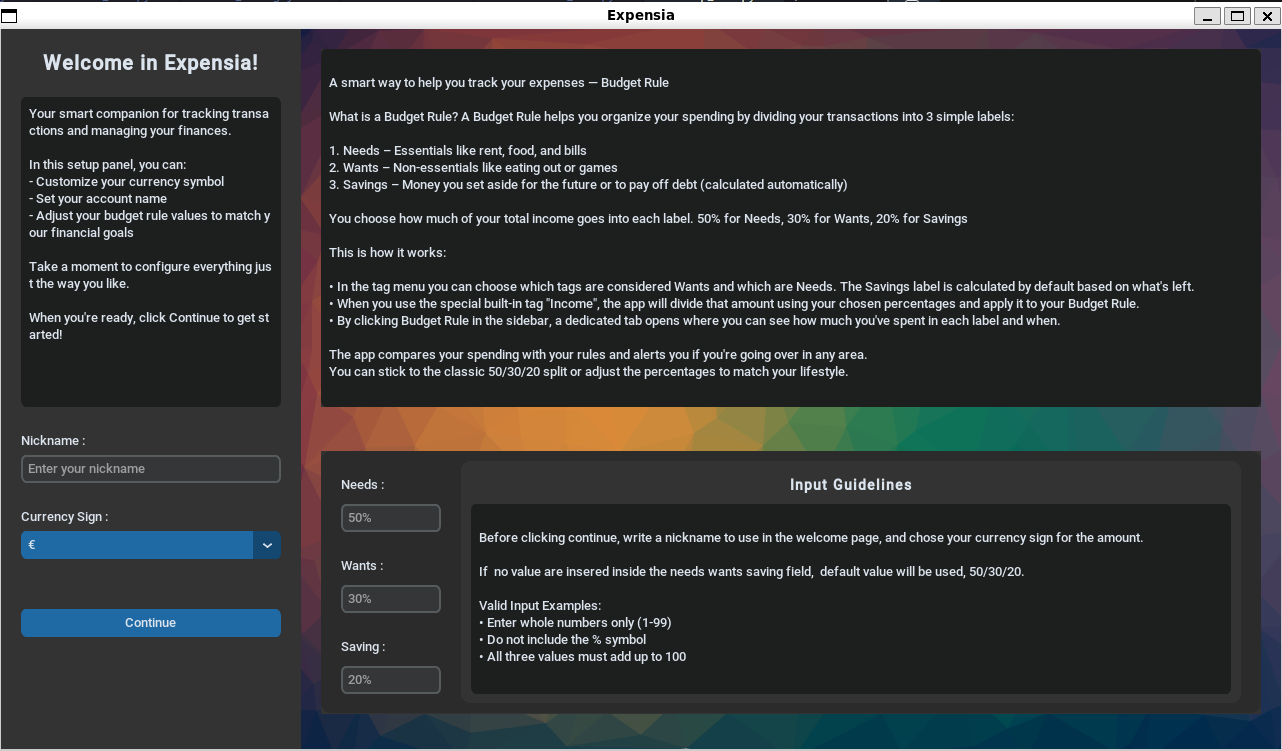 Expensia
Welcome in Expensia!
Your smart companion for tracking transa
ctions and managing your finances.
In this setup panel, you can:
- Customize your currency symbol
- Set your account name
- Adjust your budget rule values to match y
our financial goals
Take a moment to configure everything jus
t the way you like.
When you're ready, click Continue to get st
arted!
Nickname :
Enter your nickname
Currency Sign :
€
Continue
A smart way to help you track your expenses — Budget Rule
What is a Budget Rule? A Budget Rule helps you organize your spending by dividing your transactions into 3 simple labels:
1. Needs – Essentials like rent, food, and bills
2. Wants – Non-essentials like eating out or games
3. Savings – Money you set aside for the future or to pay off debt (calculated automatically)
You choose how much of your total income goes into each label. 50% for Needs, 30% for Wants, 20% for Savings
This is how it works:
• In the tag menu you can choose which tags are considered Wants and which are Needs. The Savings label is calculated by default based on what's left.
• When you use the special built-in tag "Income", the app will divide that amount using your chosen percentages and apply it to your Budget Rule.
• By clicking Budget Rule in the sidebar, a dedicated tab opens where you can see how much you've spent in each label and when.
The app compares your spending with your rules and alerts you if you're going over in any area.
You can stick to the classic 50/30/20 split or adjust the percentages to match your lifestyle.
Needs :
50%
Wants :
30%
Saving :
20%
Input Guidelines
Before clicking continue, write a nickname to use in the welcome page, and chose your currency sign for the amount.
If  no value are insered inside the needs wants saving field,  default value will be used, 50/30/20.
Valid Input Examples:
• Enter whole numbers only (1-99)
• Do not include the % symbol
• All three values must add up to 100